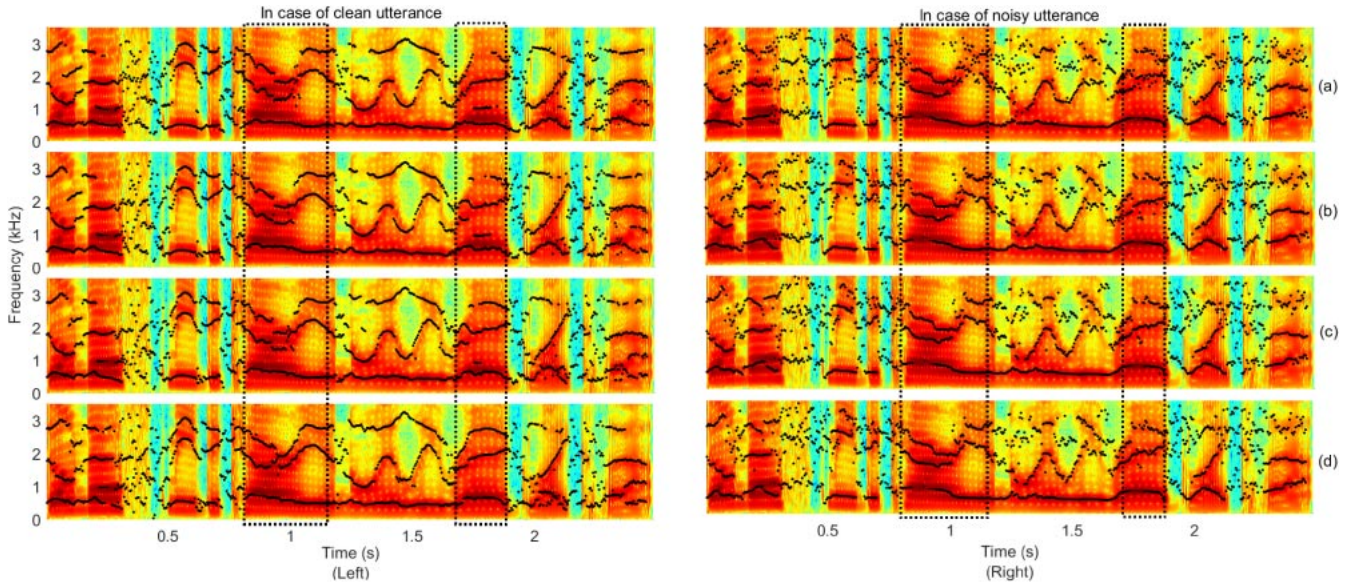 In case of clean utterance
In case of noisy utterance
3
2
1
0
(a)
3
2
1
0
(b)
3
2
1
0
(c)
3
2
1
0
(d)
Frequency (kHz)
0.5 1 1.5 2
Time (s)
(Left)
0.5 1 1.5 2
Time (s)
(Right)